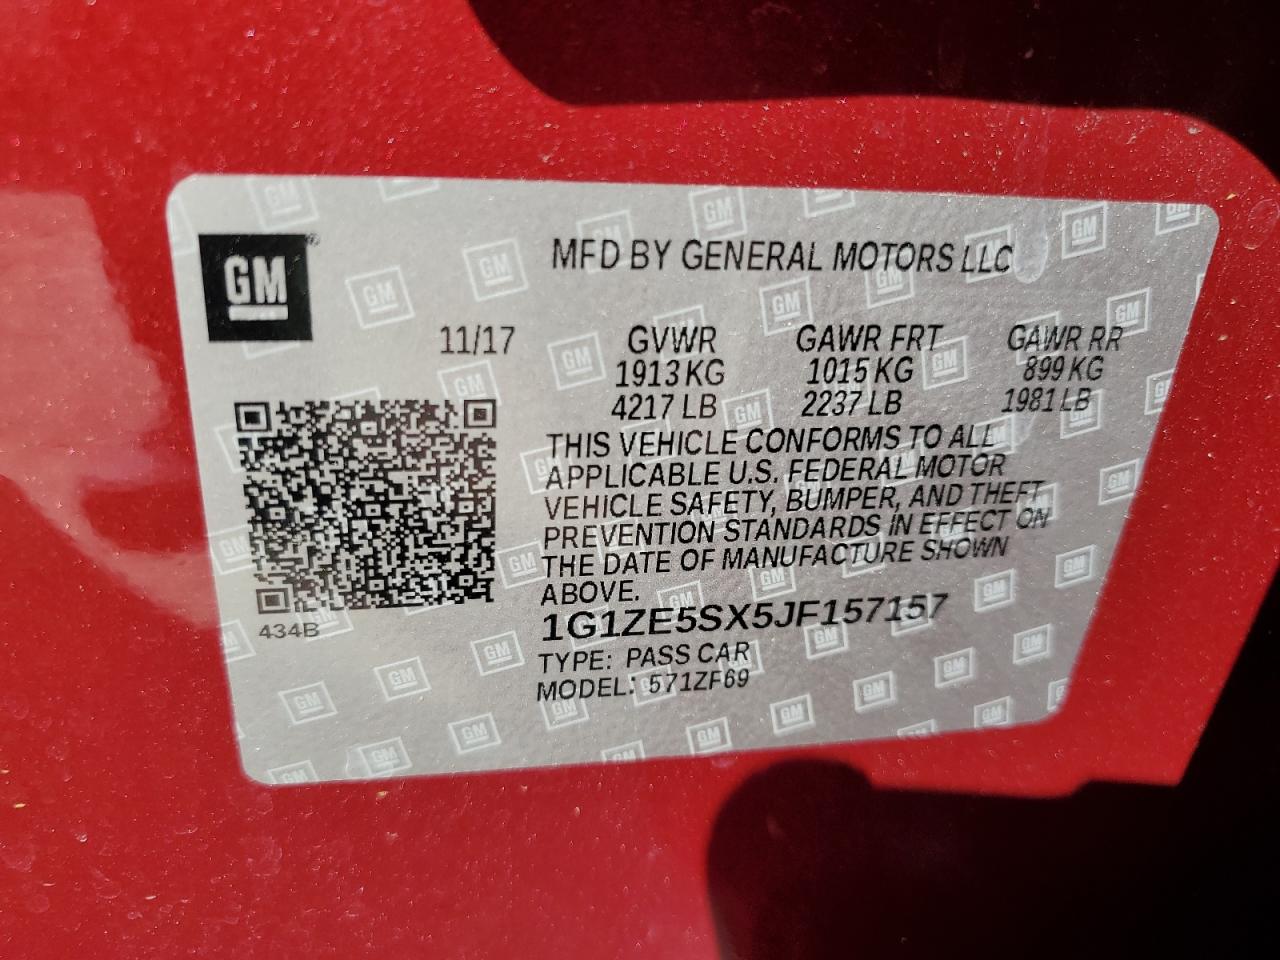 GM
MFD BY GENERAL MOTORS LLC
11/17 GVWR GAWR FRT GAWR RR
1913 KG 1015 KG 899 KG
4217 LB 2237 LB 1981 LB
THIS VEHICLE CONFORMS TO ALL
APPLICABLE U.S. FEDERAL MOTOR
VEHICLE SAFETY, BUMPER, AND THEFT
PREVENTION STANDARDS IN EFFECT ON
THE DATE OF MANUFACTURE SHOWN
ABOVE.
434B
1G1ZE5SX5JF157157
TYPE: PASS CAR
MODEL: 571ZF69